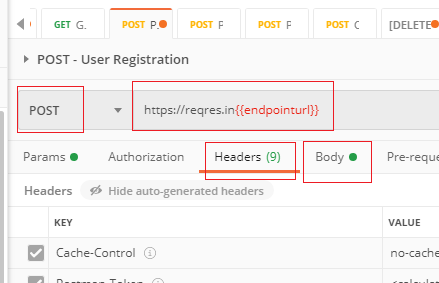 GET G. POST P. POST F POST F POST C [DELETE
POST - User Registration
POST https://reqres.in{{endpointurl}}
Params Authorization Headers (9) Body Pre-reque
Headers Hide auto-generated headers
KEY VALUE
Cache-Control no-cache
Postman-Token <calculat